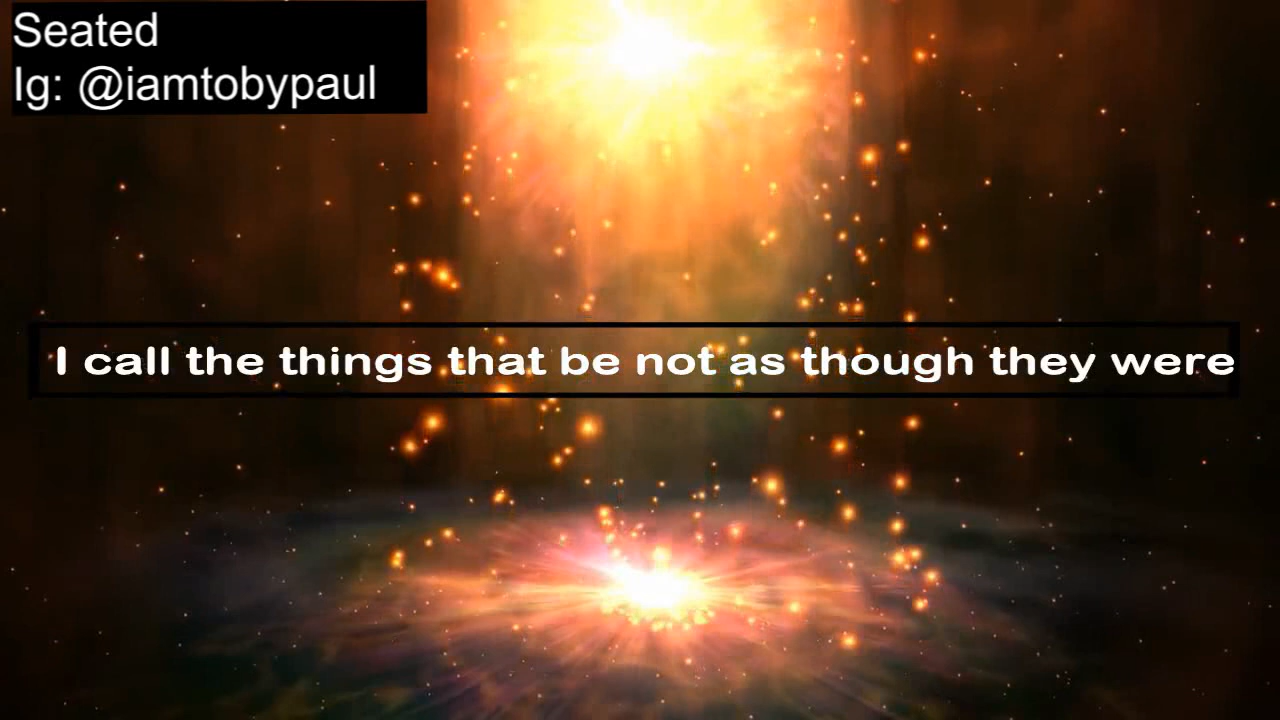 Seated
Ig: @iamtobypaul
I call the things that be not as though they were